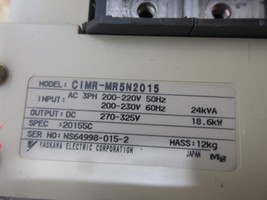 MODEL: CIMR-MR5N2015
INPUT: AC 3PH 200-220V 50Hz
200-230V 60Hz 24kVA
OUTPUT: DC 270-325V 18.6kW
SPEC : 20155C
SER NO: NS64998-015-2 MASS: 12kg
YASKAWA ELECTRIC CORPORATION JAPAN